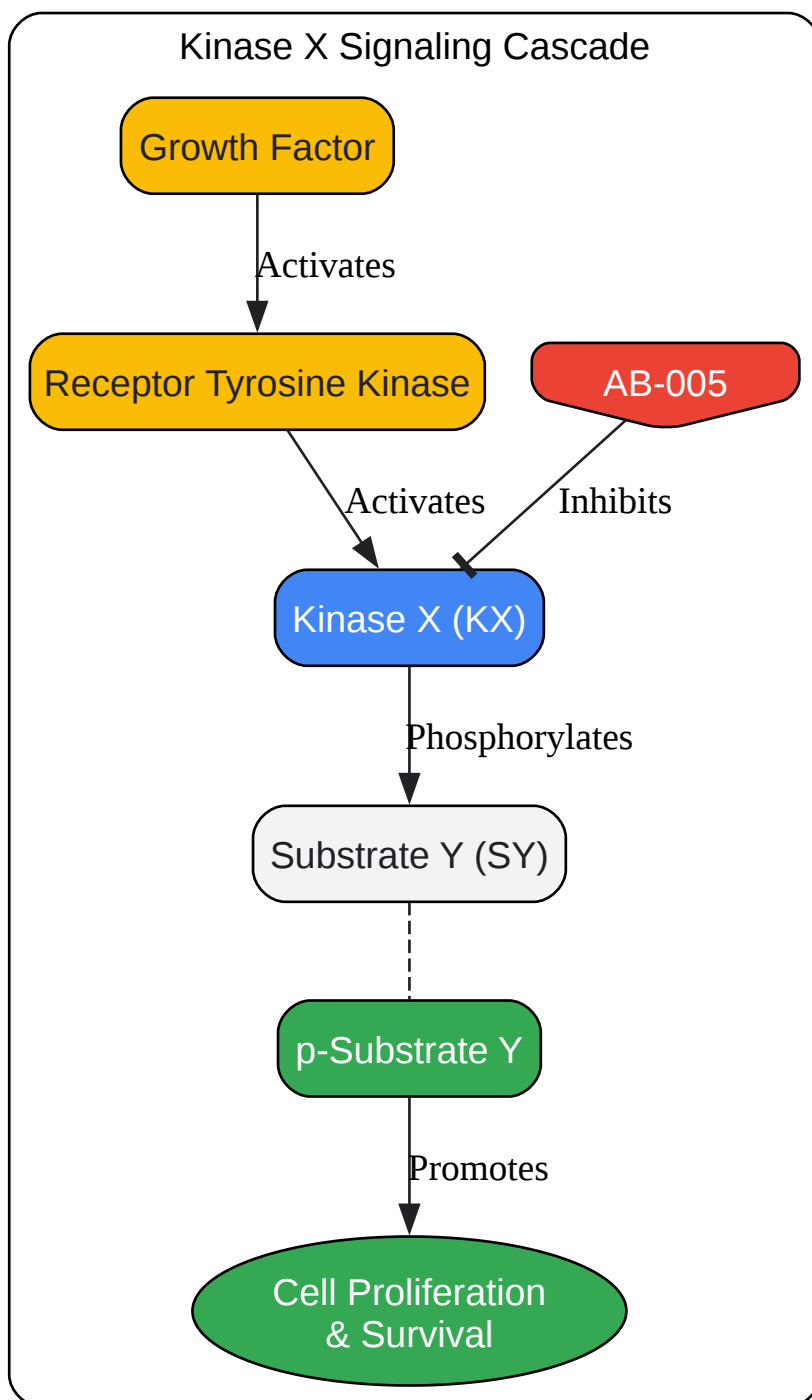 Kinase X Signaling Cascade
Growth Factor
Activates
Receptor Tyrosine Kinase
AB-005
Activates
Inhibits
Kinase X (KX)
Phosphorylates
Substrate Y (SY)
p-Substrate Y
Promotes
Cell Proliferation
& Survival